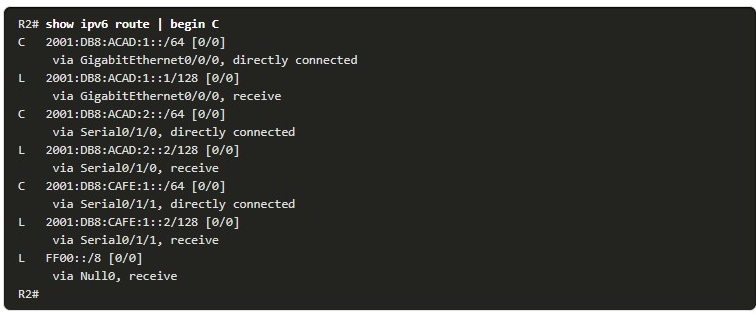 R2# show ipv6 route | begin C
C   2001:DB8:ACAD:1::/64 [0/0]
     via GigabitEthernet0/0/0, directly connected
L   2001:DB8:ACAD:1::1/128 [0/0]
     via GigabitEthernet0/0/0, receive
C   2001:DB8:ACAD:2::/64 [0/0]
     via Serial0/1/0, directly connected
L   2001:DB8:ACAD:2::2/128 [0/0]
     via Serial0/1/0, receive
C   2001:DB8:CAFE:1::/64 [0/0]
     via Serial0/1/1, directly connected
L   2001:DB8:CAFE:1::2/128 [0/0]
     via Serial0/1/1, receive
L   FF00::/8 [0/0]
     via Null0, receive
R2#